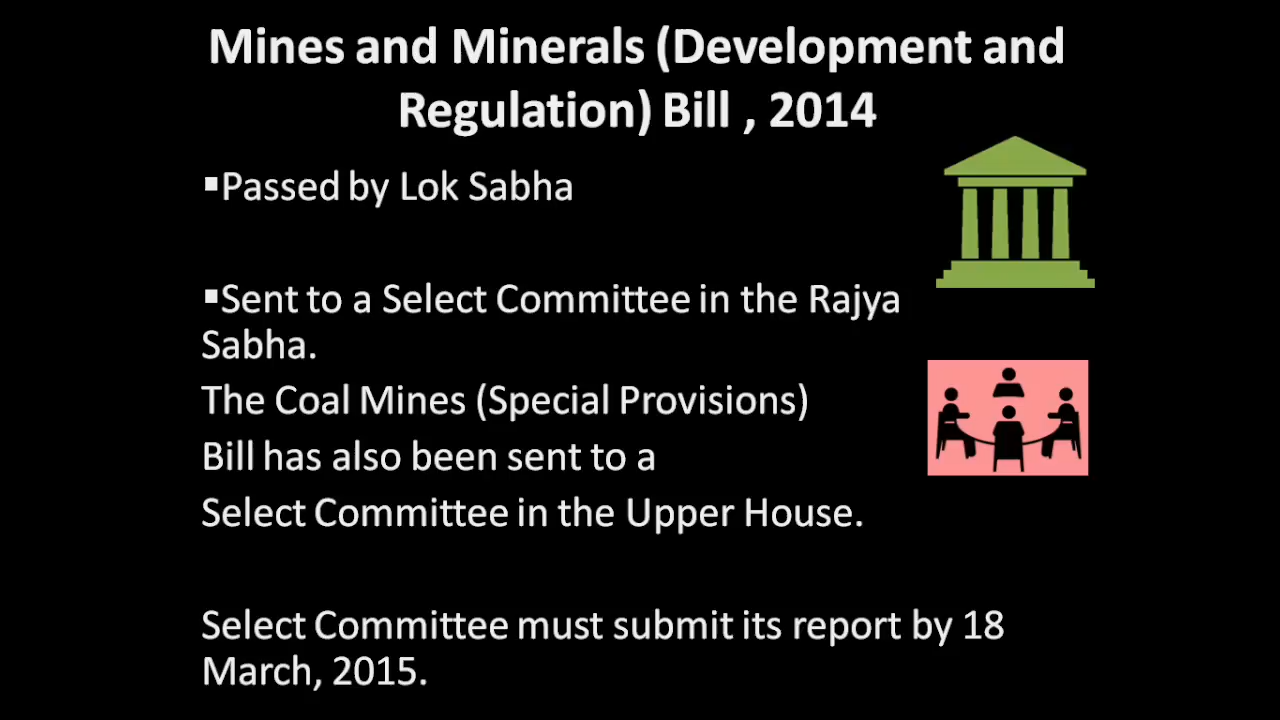 Mines and Minerals (Development and
Regulation) Bill , 2014
▪Passed by Lok Sabha
▪Sent to a Select Committee in the Rajya
Sabha.
The Coal Mines (Special Provisions)
Bill has also been sent to a
Select Committee in the Upper House.
Select Committee must submit its report by 18
March, 2015.